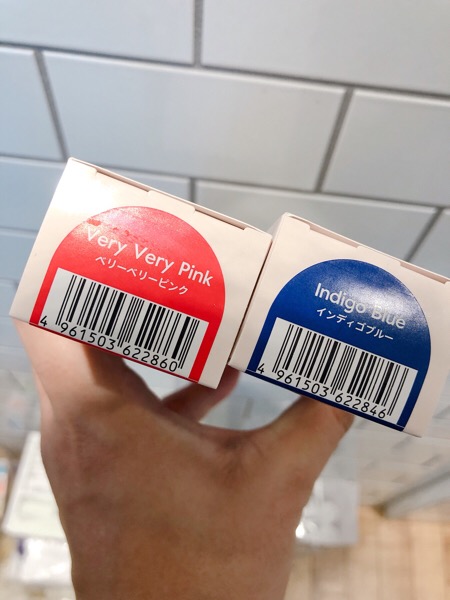 Very Very Pink
ベリーベリーピンク
4 961503 622860
Indigo Blue
インディゴブルー
4 961503 622846